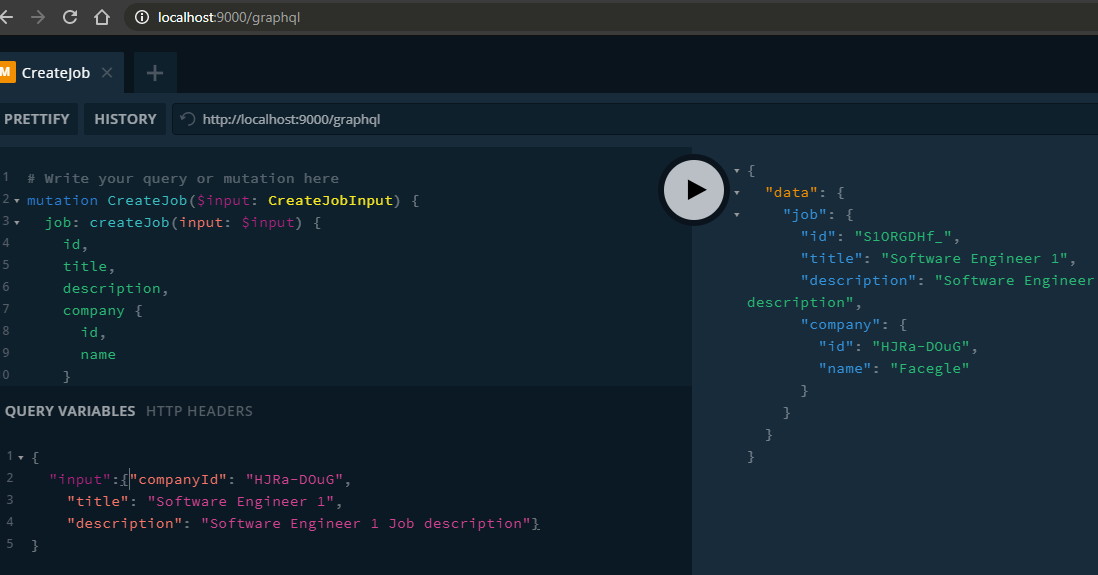 localhost:9000/graphql
M CreateJob
PRETTIFY HISTORY http://localhost:9000/graphql
1 # Write your query or mutation here
2 mutation CreateJob($input: CreateJobInput) {
3 job: createJob(input: $input) {
4 id,
5 title,
6 description,
7 company {
8 id,
9 name
0 }
QUERY VARIABLES HTTP HEADERS
1 {
2 "input":{"companyId": "HJRa-DOuG",
3 "title": "Software Engineer 1",
4 "description": "Software Engineer 1 Job description"}
5 }
{
"data": {
"job": {
"id": "S1ORGDHf_",
"title": "Software Engineer 1",
"description": "Software Engineer
description",
"company": {
"id": "HJRa-DOuG",
"name": "Facegle"
}
}
}
}